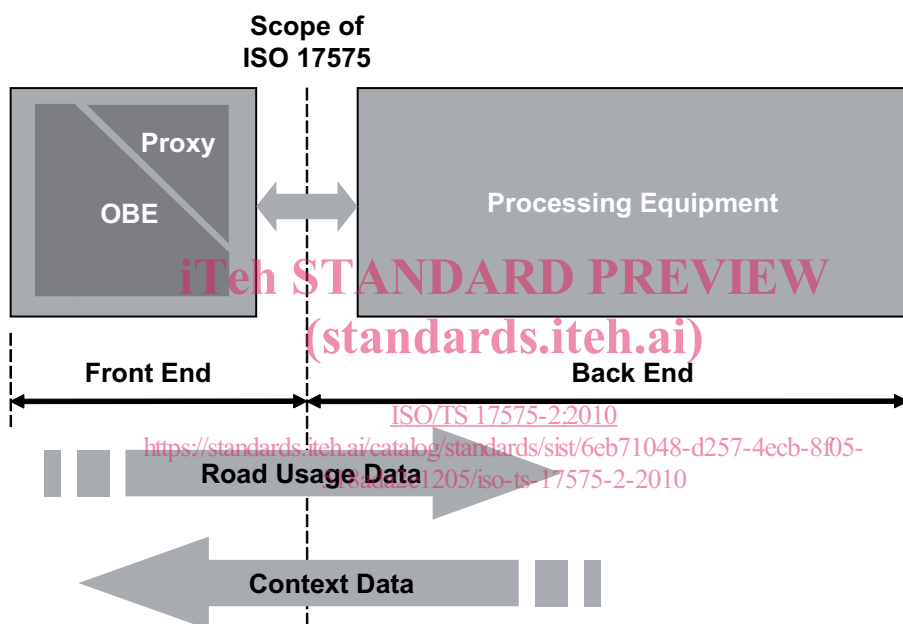 Scope of
ISO 17575
Proxy
OBE
Processing Equipment
iTeh STANDARD PREVIEW
(standards.iteh.ai)
Front End
Back End
ISO/TS 17575-2:2010
https://standards.iteh.ai/catalog/standards/sist/6eb71048-d257-4ecb-8f05-
Road Usage Data
/iso-ts-17575-2-2010
Context Data